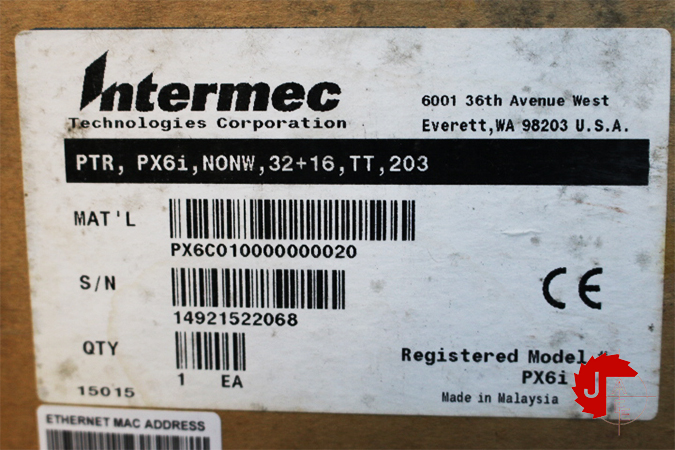 Intermec
Technologies Corporation
6001 36th Avenue West
Everett,WA 98203 U.S.A.
PTR, PX6i,NONW,32+16,TT,203
MAT'L
PX6C010000000020
S/N
14921522068
QTY
1 EA
15015
CE
Registered Model #
PX6i
Made in Malaysia
J
ETHERNET MAC ADDRESS